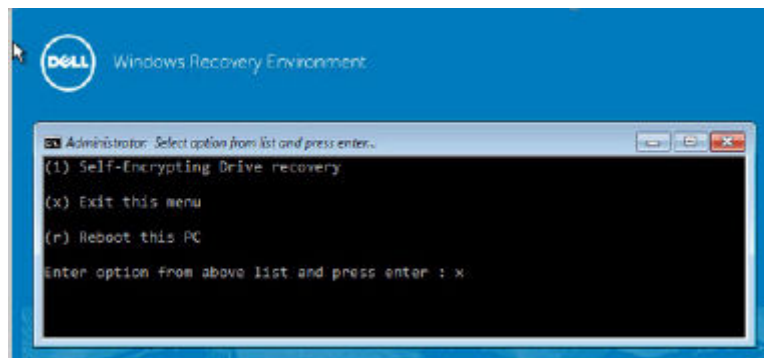 DELL
Windows Recovery Environment
Administrator: Select option from list and press enter..
(1) Self-Encrypting Drive recovery
(x) Exit this menu
(r) Reboot this PC
Enter option from above list and press enter : x